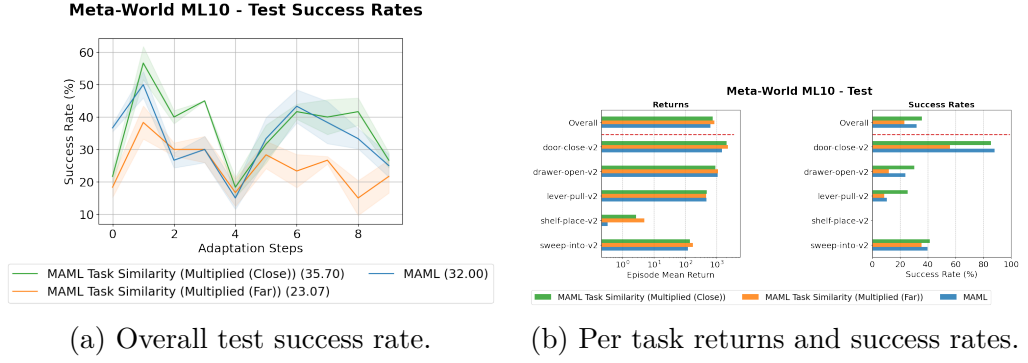 Meta-World ML10 - Test Success Rates
Success Rate (%)
60
50
40
30
20
10
0
2
4
6
8
Adaptation Steps
MAML Task Similarity (Multiplied (Close)) (35.70)
MAML (32.00)
MAML Task Similarity (Multiplied (Far)) (23.07)
(a) Overall test success rate.
Meta-World ML10 - Test
Returns
Overall
door-close-v2
drawer-open-v2
lever-pull-v2
shelf-place-v2
sweep-into-v2
10⁰
10¹
10²
10³
Episode Mean Return
Success Rates
Overall
door-close-v2
drawer-open-v2
lever-pull-v2
shelf-place-v2
sweep-into-v2
0
20
40
60
80
100
Success Rate (%)
MAML Task Similarity (Multiplied (Close))
MAML Task Similarity (Multiplied (Far))
MAML
(b) Per task returns and success rates.